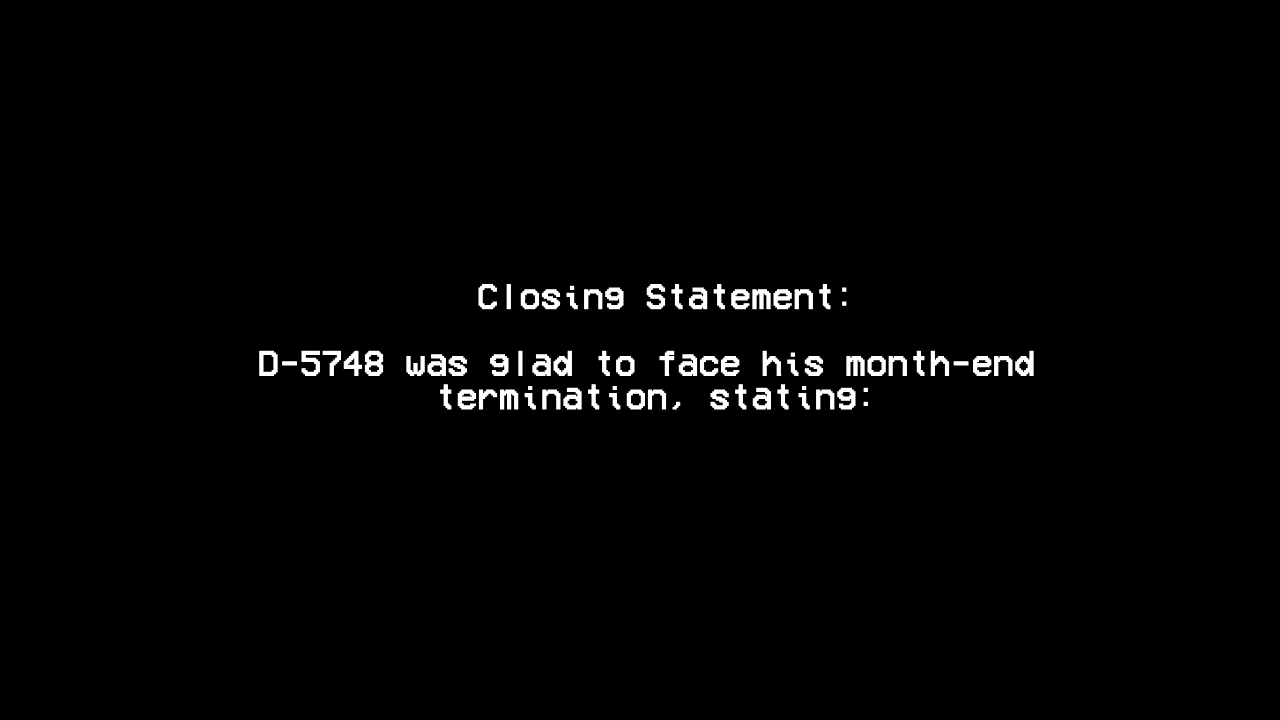 Closing Statement:
D-5748 was glad to face his month-end
termination, stating: